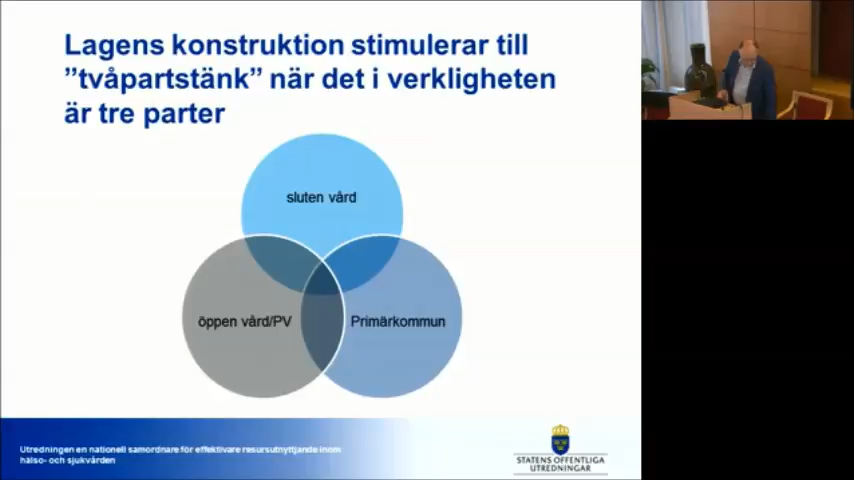 Lagens konstruktion stimulerar till
”tvåpartstänk” när det i verkligheten
är tre parter
sluten vård
öppen vård/PV
Primärkommun
Utredningen en nationell samordnare för effektivare resursutnyttjande inom
hälso- och sjukvården
STATENS OFFENTLIGA
UTREDNINGAR